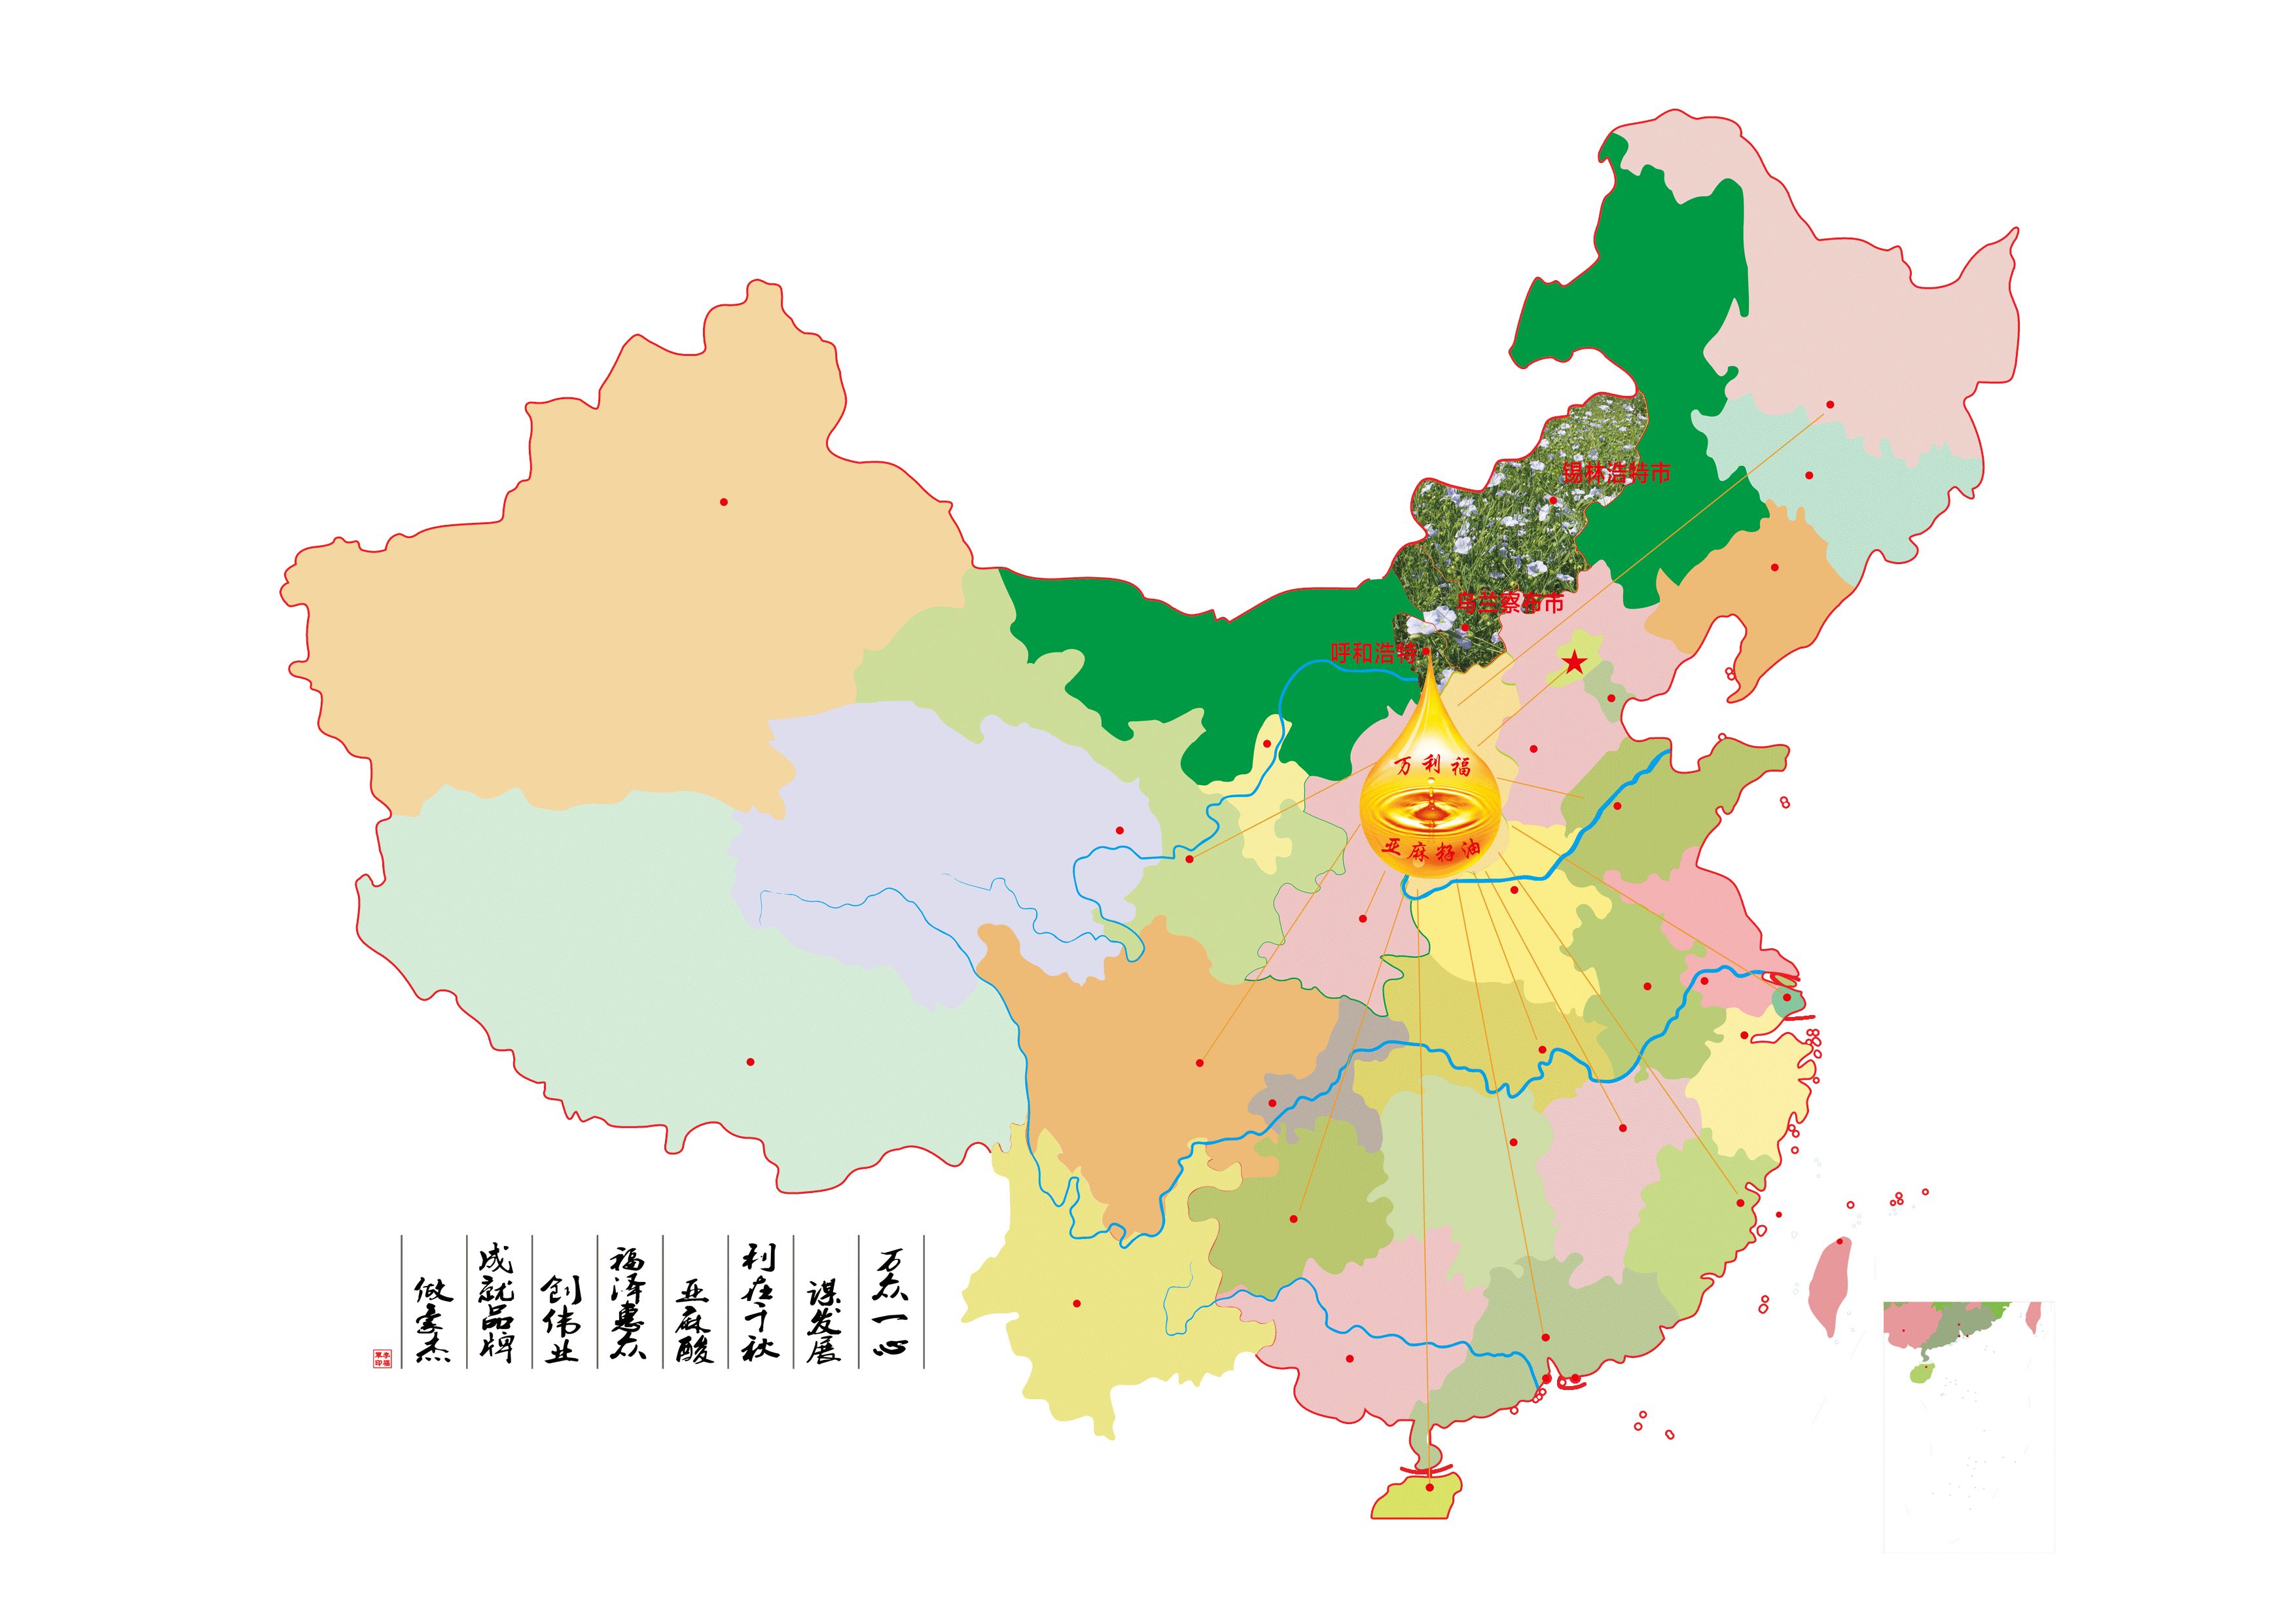 锡林浩特市
乌兰察布市
呼和浩特
万利福
亚麻籽油
万众一心
谋发展
利在千秋
亚麻酸
福泽惠众
创伟业
成就品牌
做豪杰